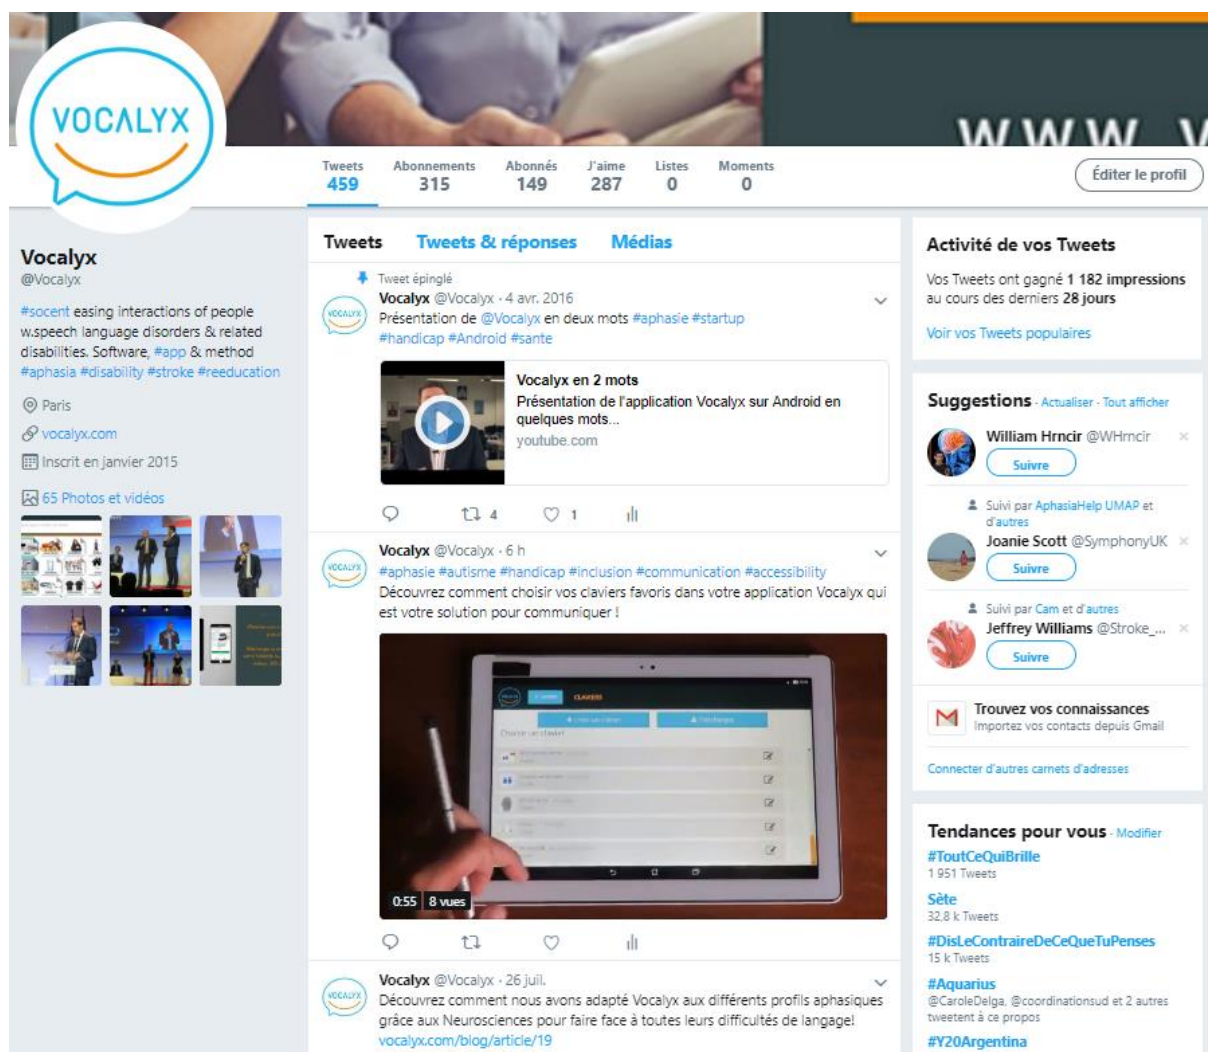 VOCALYX
WWW V
Tweets
459
Abonnements
315
Abonnés
149
J'aime
287
Listes
0
Moments
0
Éditer le profil
Vocalyx
@Vocalyx
#socent easing interactions of people
w.speech language disorders & related
disabilities. Software, #app & method
#aphasia #disability #stroke #reeducation
Paris
vocalyx.com
Inscrit en janvier 2015
65 Photos et vidéos
Tweets Tweets & réponses Médias
Tweet épinglé
VOCALYX
Vocalyx @Vocalyx · 4 avr. 2016
Présentation de @Vocalyx en deux mots #aphasie #startup
#handicap #Android #sante
Vocalyx en 2 mots
Présentation de l'application Vocalyx sur Android en
quelques mots...
youtube.com
4 1
VOCALYX
Vocalyx @Vocalyx · 6 h
#aphasie #autisme #handicap #inclusion #communication #accessibility
Découvrez comment choisir vos claviers favoris dans votre application Vocalyx qui
est votre solution pour communiquer !
CLAVIERS
Choisir un clavier
0:55 8 vues
VOCALYX
Vocalyx @Vocalyx · 26 juil.
Découvrez comment nous avons adapté Vocalyx aux différents profils aphasiques
grâce aux Neurosciences pour faire face à toutes leurs difficultés de langage!
vocalyx.com/blog/article/19
Activité de vos Tweets
Vos Tweets ont gagné 1 182 impressions
au cours des derniers 28 jours
Voir vos Tweets populaires
Suggestions · Actualiser · Tout afficher
William Hrncir @WHrncir
Suivre
Suivi par AphasiaHelp UMAP et
d'autres
Joanie Scott @SymphonyUK
Suivre
Suivi par Cam et d'autres
Jeffrey Williams @Stroke_...
Suivre
Trouvez vos connaissances
Importez vos contacts depuis Gmail
Connecter d'autres carnets d'adresses
Tendances pour vous · Modifier
#ToutCeQuiBrille
1 951 Tweets
Sète
32,8 k Tweets
#DisLeContraireDeCeQueTuPenses
15 k Tweets
#Aquarius
@CaroleDelga, @coordinationsud et 2 autres
tweetent à ce propos
#Y20Argentina